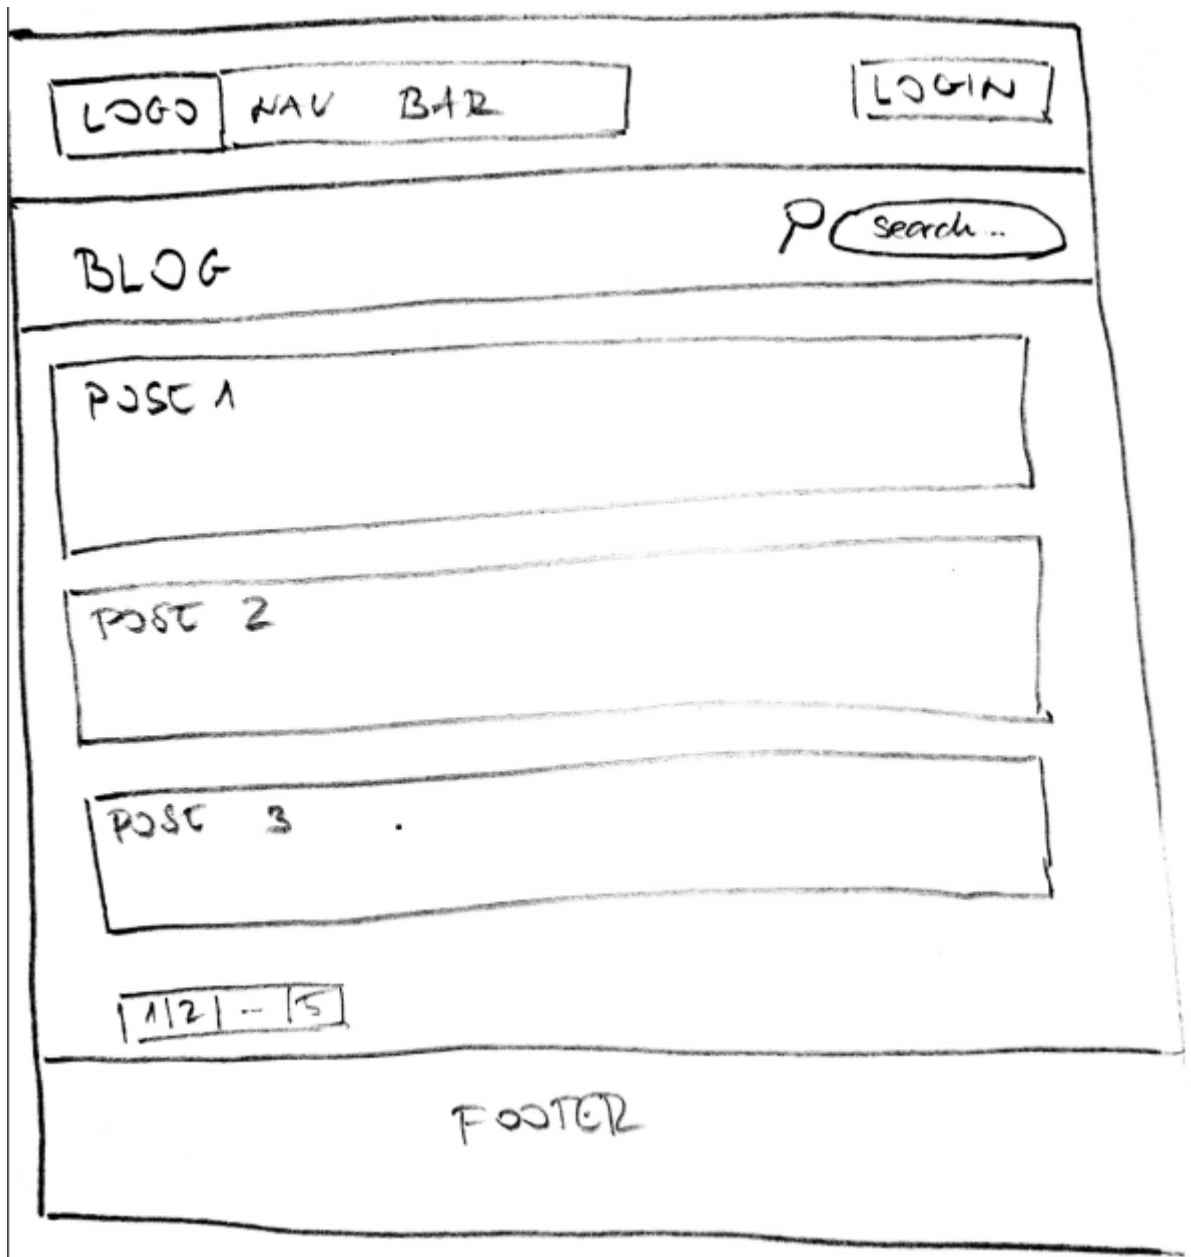 LOGO NAV BAR LOGIN
BLOG search..
POST 1
POST 2
POST 3
1 2 -- 5
FOOTER